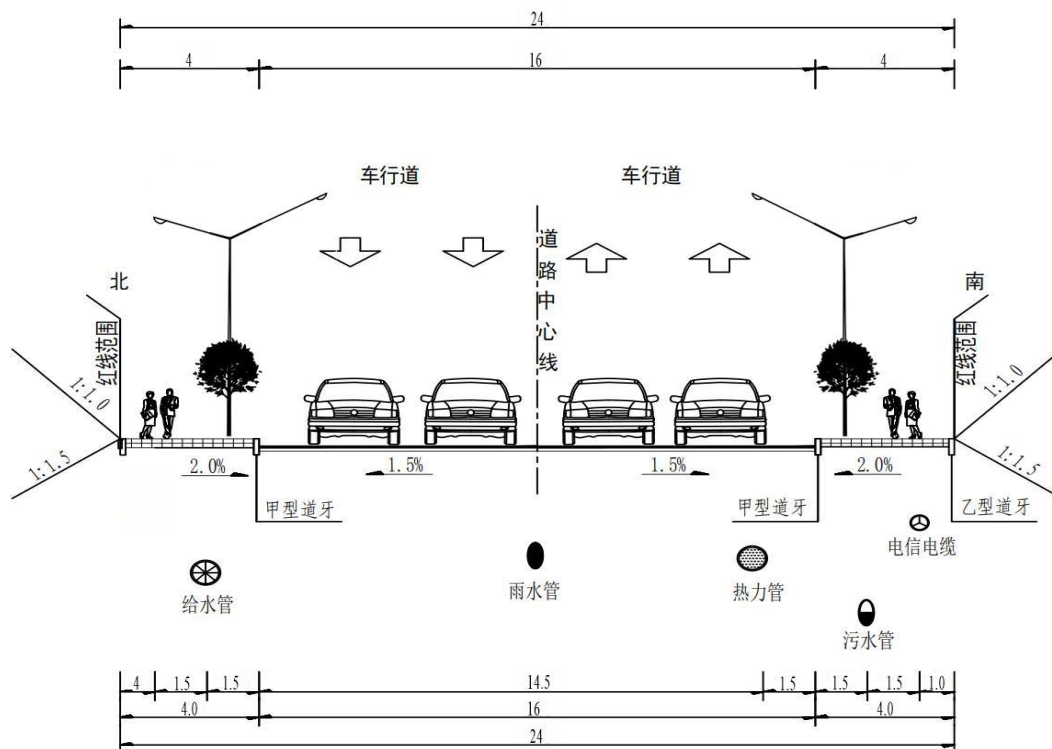 24
4 16 4
车行道 车行道
道路中心线
北 南
红线范围 红线范围
1:1.0 1:1.0
1:1.5 1:1.5
2.0% 1.5% 1.5% 2.0%
甲型道牙 甲型道牙 乙型道牙
电信电缆
给水管 雨水管 热力管
污水管
4 1.5 1.5 14.5 1.5 1.5 1.5 1.0
4.0 16 4.0
24